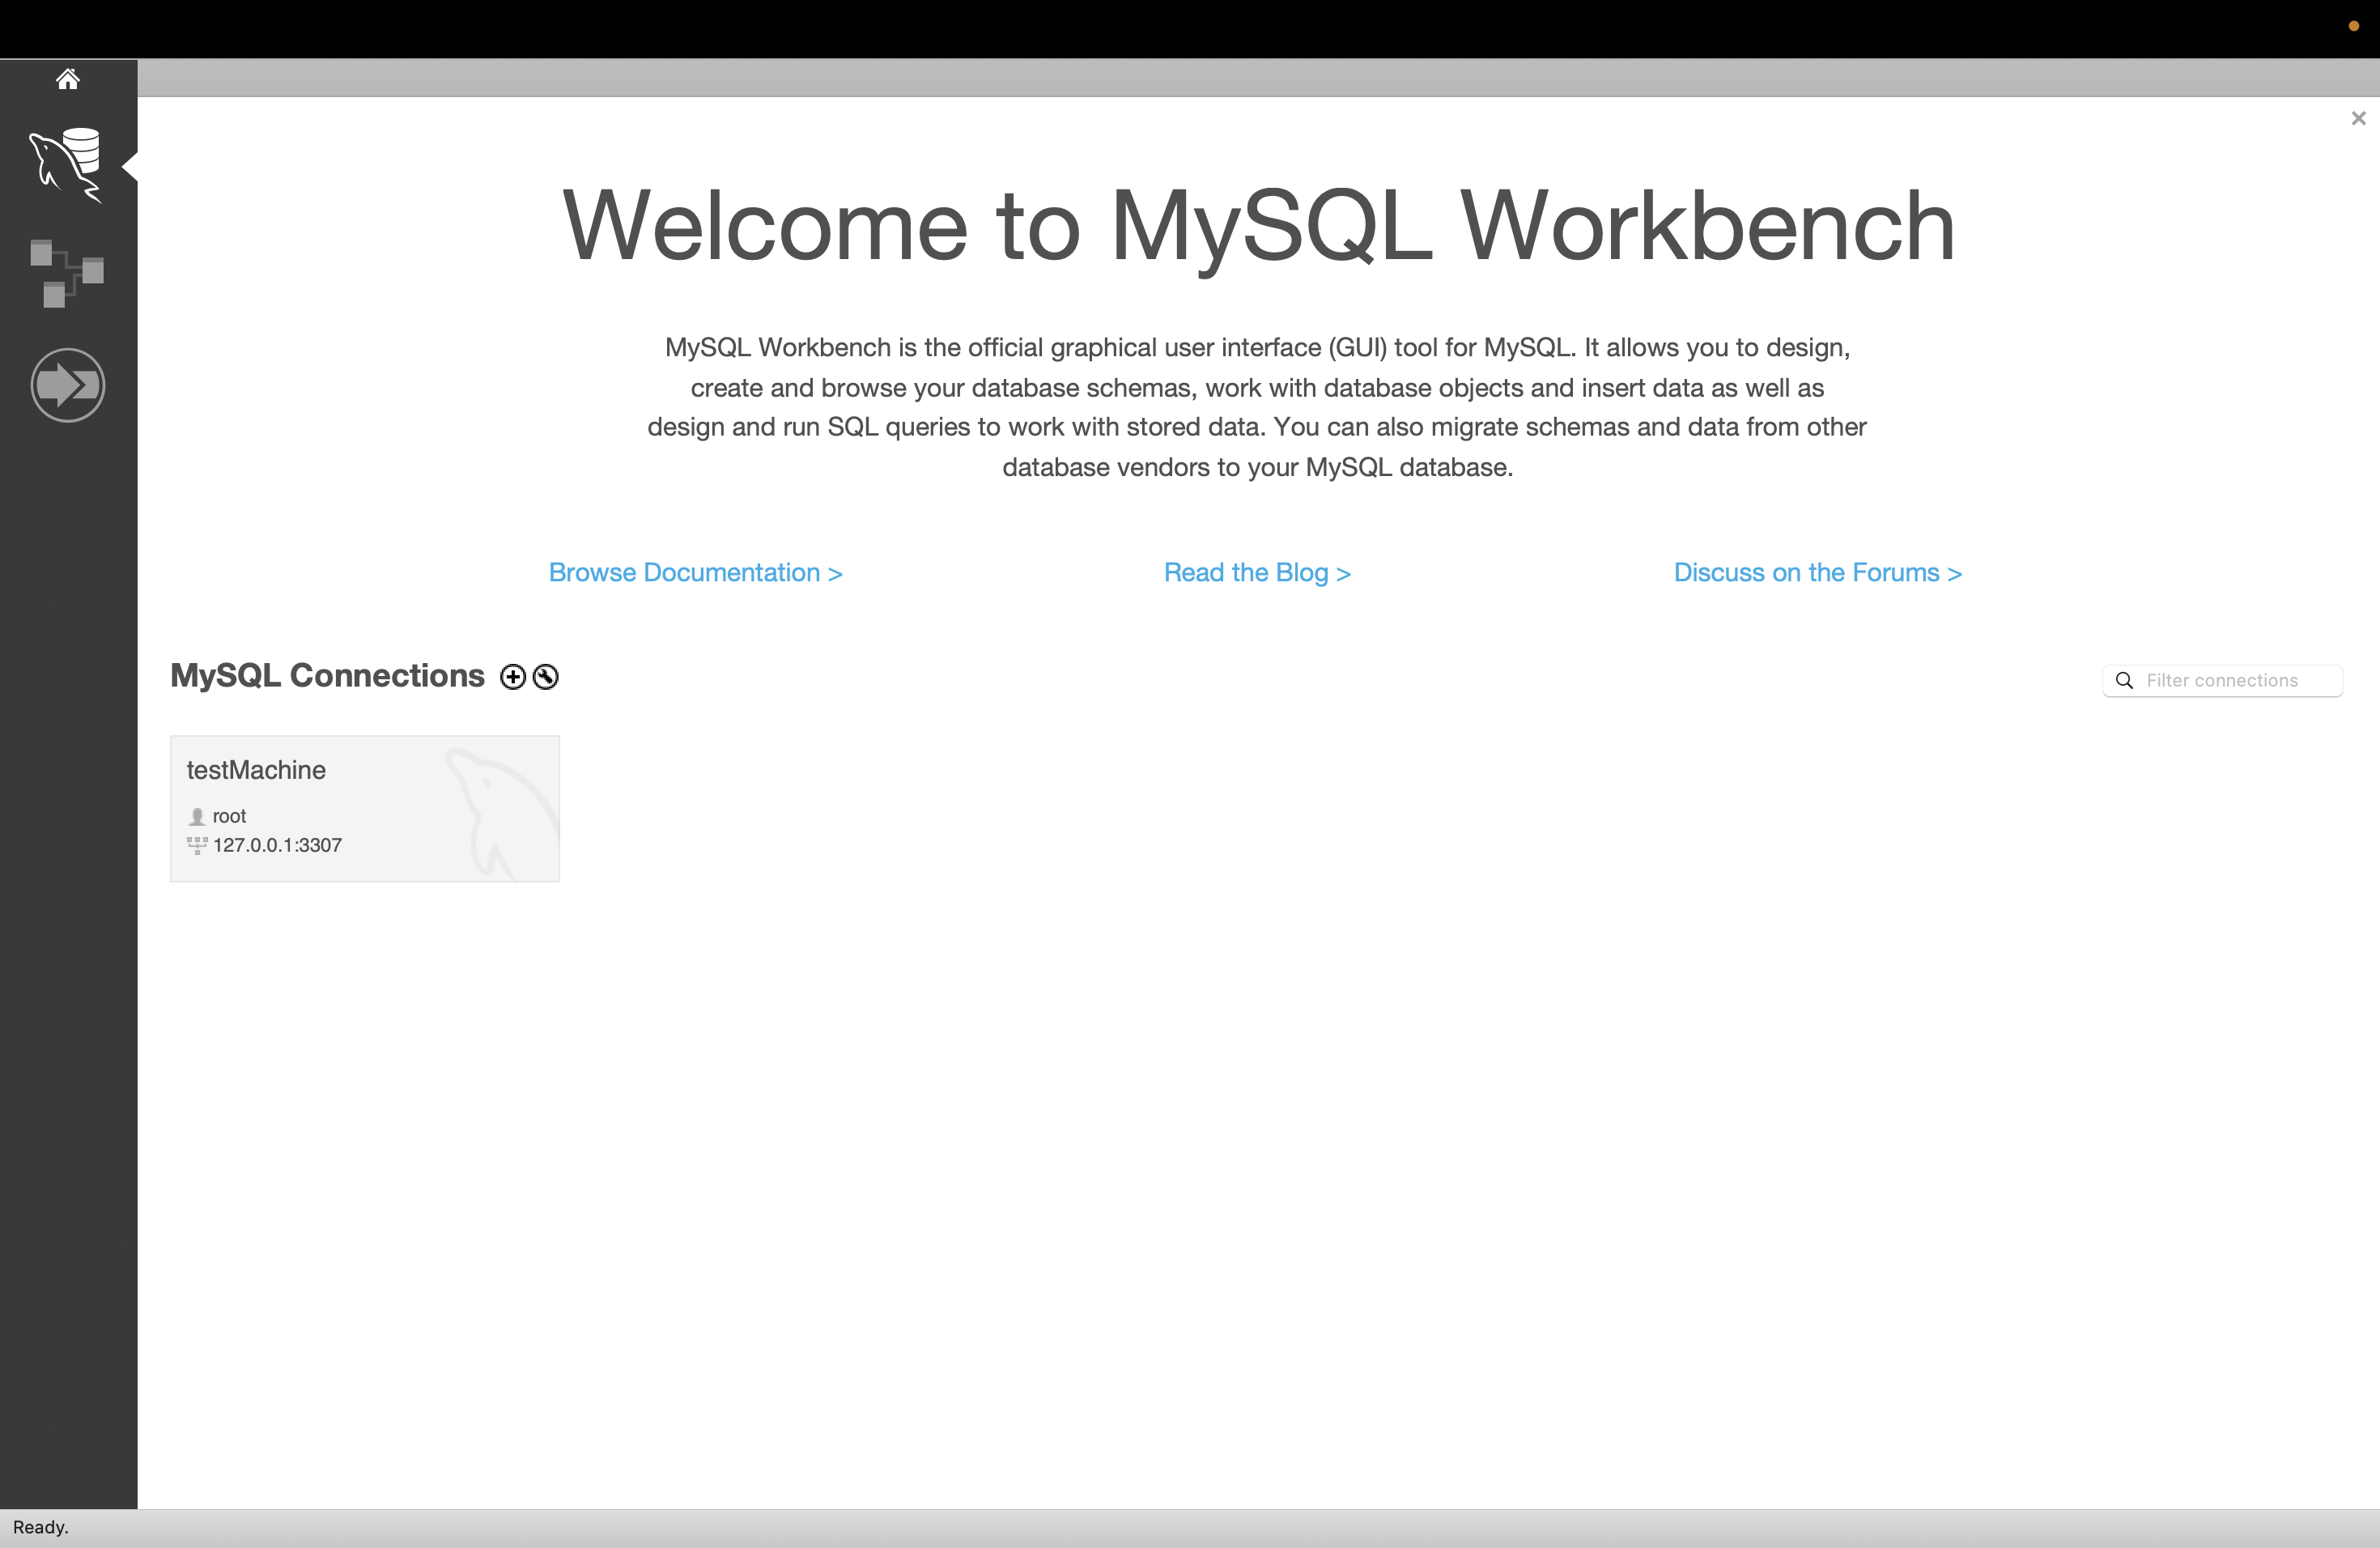 Welcome to MySQL Workbench
MySQL Workbench is the official graphical user interface (GUI) tool for MySQL. It allows you to design,
create and browse your database schemas, work with database objects and insert data as well as
design and run SQL queries to work with stored data. You can also migrate schemas and data from other
database vendors to your MySQL database.
Browse Documentation >
Read the Blog >
Discuss on the Forums >
MySQL Connections
Filter connections
testMachine
root
127.0.0.1:3307
Ready.